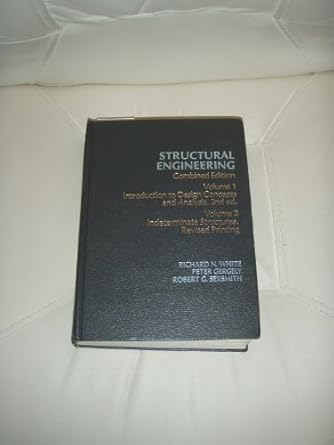 STRUCTURAL
ENGINEERING
Combined Edition
Volume 1
Introduction to Design Concepts
and Analysis. 2nd ed.
Volume 2
Indeterminate Structures.
Revised Printing
RICHARD N. WHITE
PETER GERGELY
ROBERT G. SEXSMITH